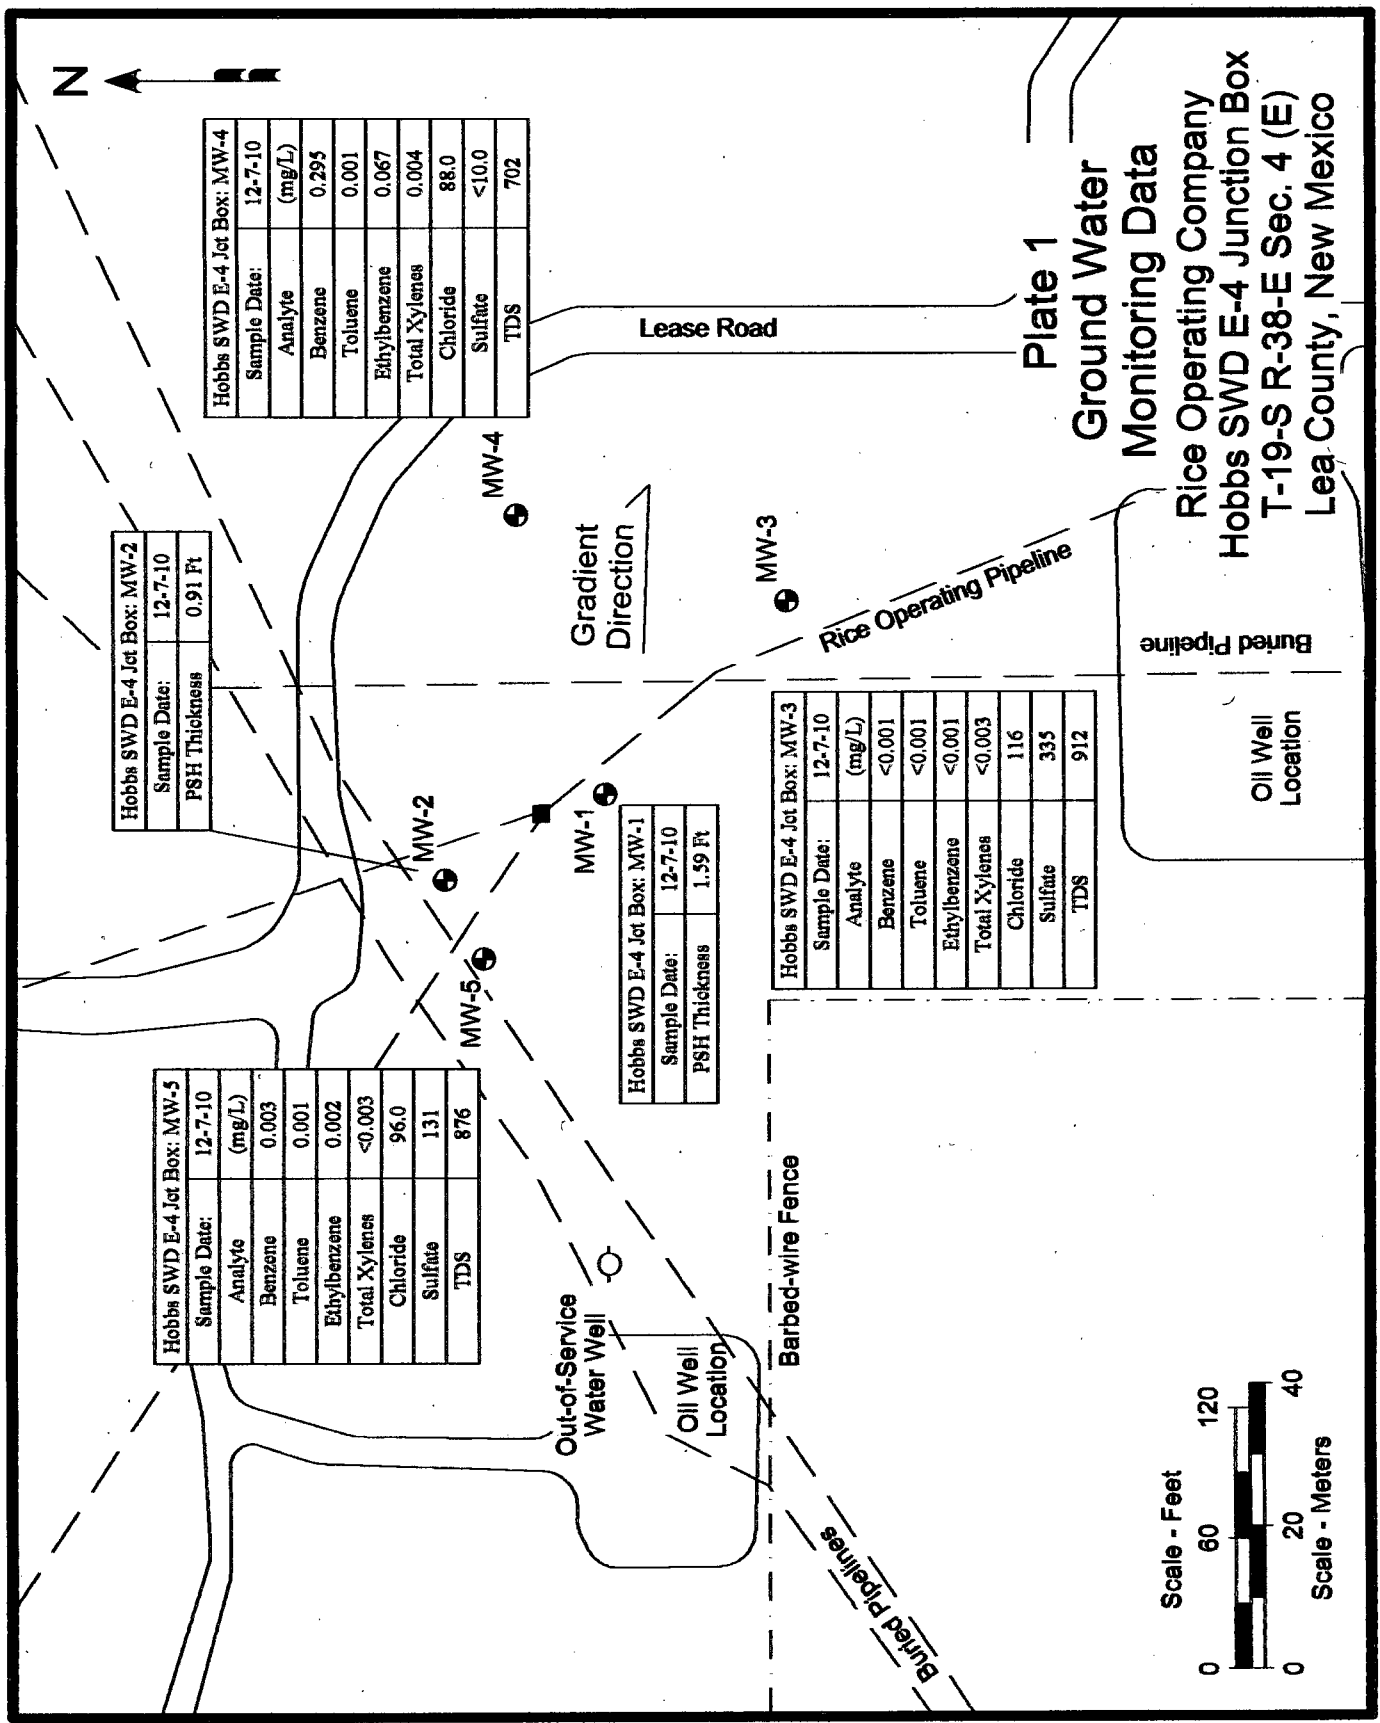 N
Hobbs SWD E-4 Jct Box: MW-5
Sample Date: 12-7-10
Analyte (mg/L)
Benzene 0.003
Toluene 0.001
Ethylbenzene 0.002
Total Xylenes <0.003
Chloride 96.0
Sulfate 131
TDS 876
Hobbs SWD E-4 Jct Box: MW-2
Sample Date: 12-7-10
PSH Thickness 0.91 Ft
Hobbs SWD E-4 Jct Box: MW-4
Sample Date: 12-7-10
Analyte (mg/L)
Benzene 0.295
Toluene 0.001
Ethylbenzene 0.067
Total Xylenes 0.004
Chloride 88.0
Sulfate <10.0
TDS 702
MW-5
MW-2
MW-4
Out-of-Service
Water Well
MW-1
Gradient
Direction
Lease Road
Oil Well
Location
Hobbs SWD E-4 Jct Box: MW-1
Sample Date: 12-7-10
PSH Thickness 1.59 Ft
MW-3
Barbed-wire Fence
Hobbs SWD E-4 Jct Box: MW-3
Sample Date: 12-7-10
Analyte (mg/L)
Benzene <0.001
Toluene <0.001
Ethylbenzene <0.001
Total Xylenes <0.003
Chloride 116
Sulfate 335
TDS 912
Rice Operating Pipeline
Buried Pipelines
Buried Pipeline
Oil Well
Location
Scale - Feet
0 60 120
0 20 40
Scale - Meters
Plate 1
Ground Water
Monitoring Data
Rice Operating Company
Hobbs SWD E-4 Junction Box
T-19-S R-38-E Sec. 4 (E)
Lea County, New Mexico